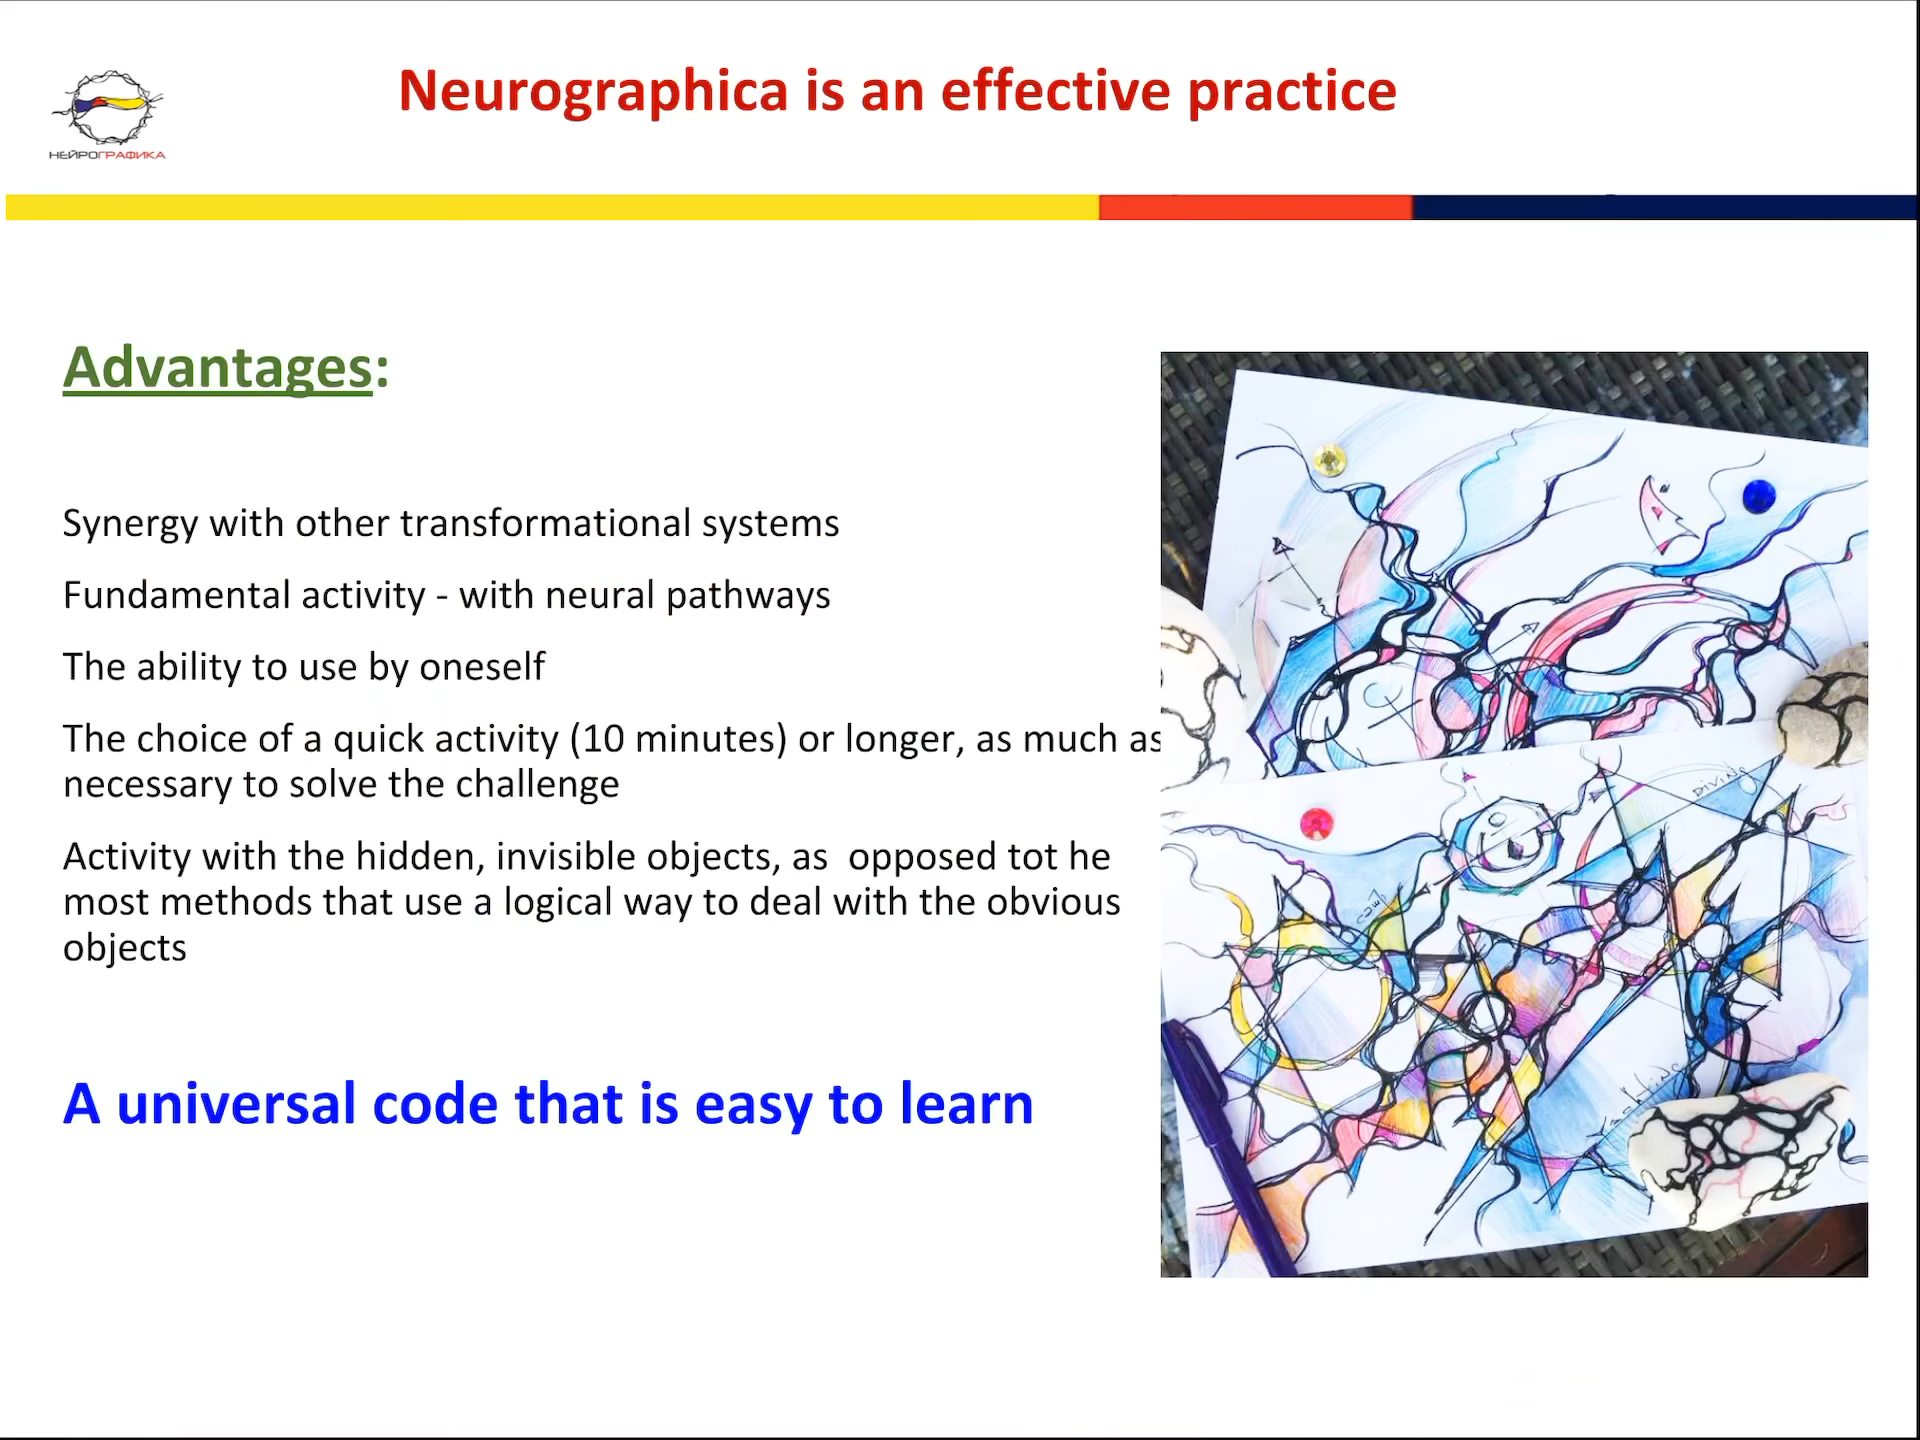 Neurographica is an effective practice
НЕЙРОГРАФИКА
Advantages:
Synergy with other transformational systems
Fundamental activity - with neural pathways
The ability to use by oneself
The choice of a quick activity (10 minutes) or longer, as much as
necessary to solve the challenge
Activity with the hidden, invisible objects, as  opposed tot he
most methods that use a logical way to deal with the obvious
objects
A universal code that is easy to learn
DIVING